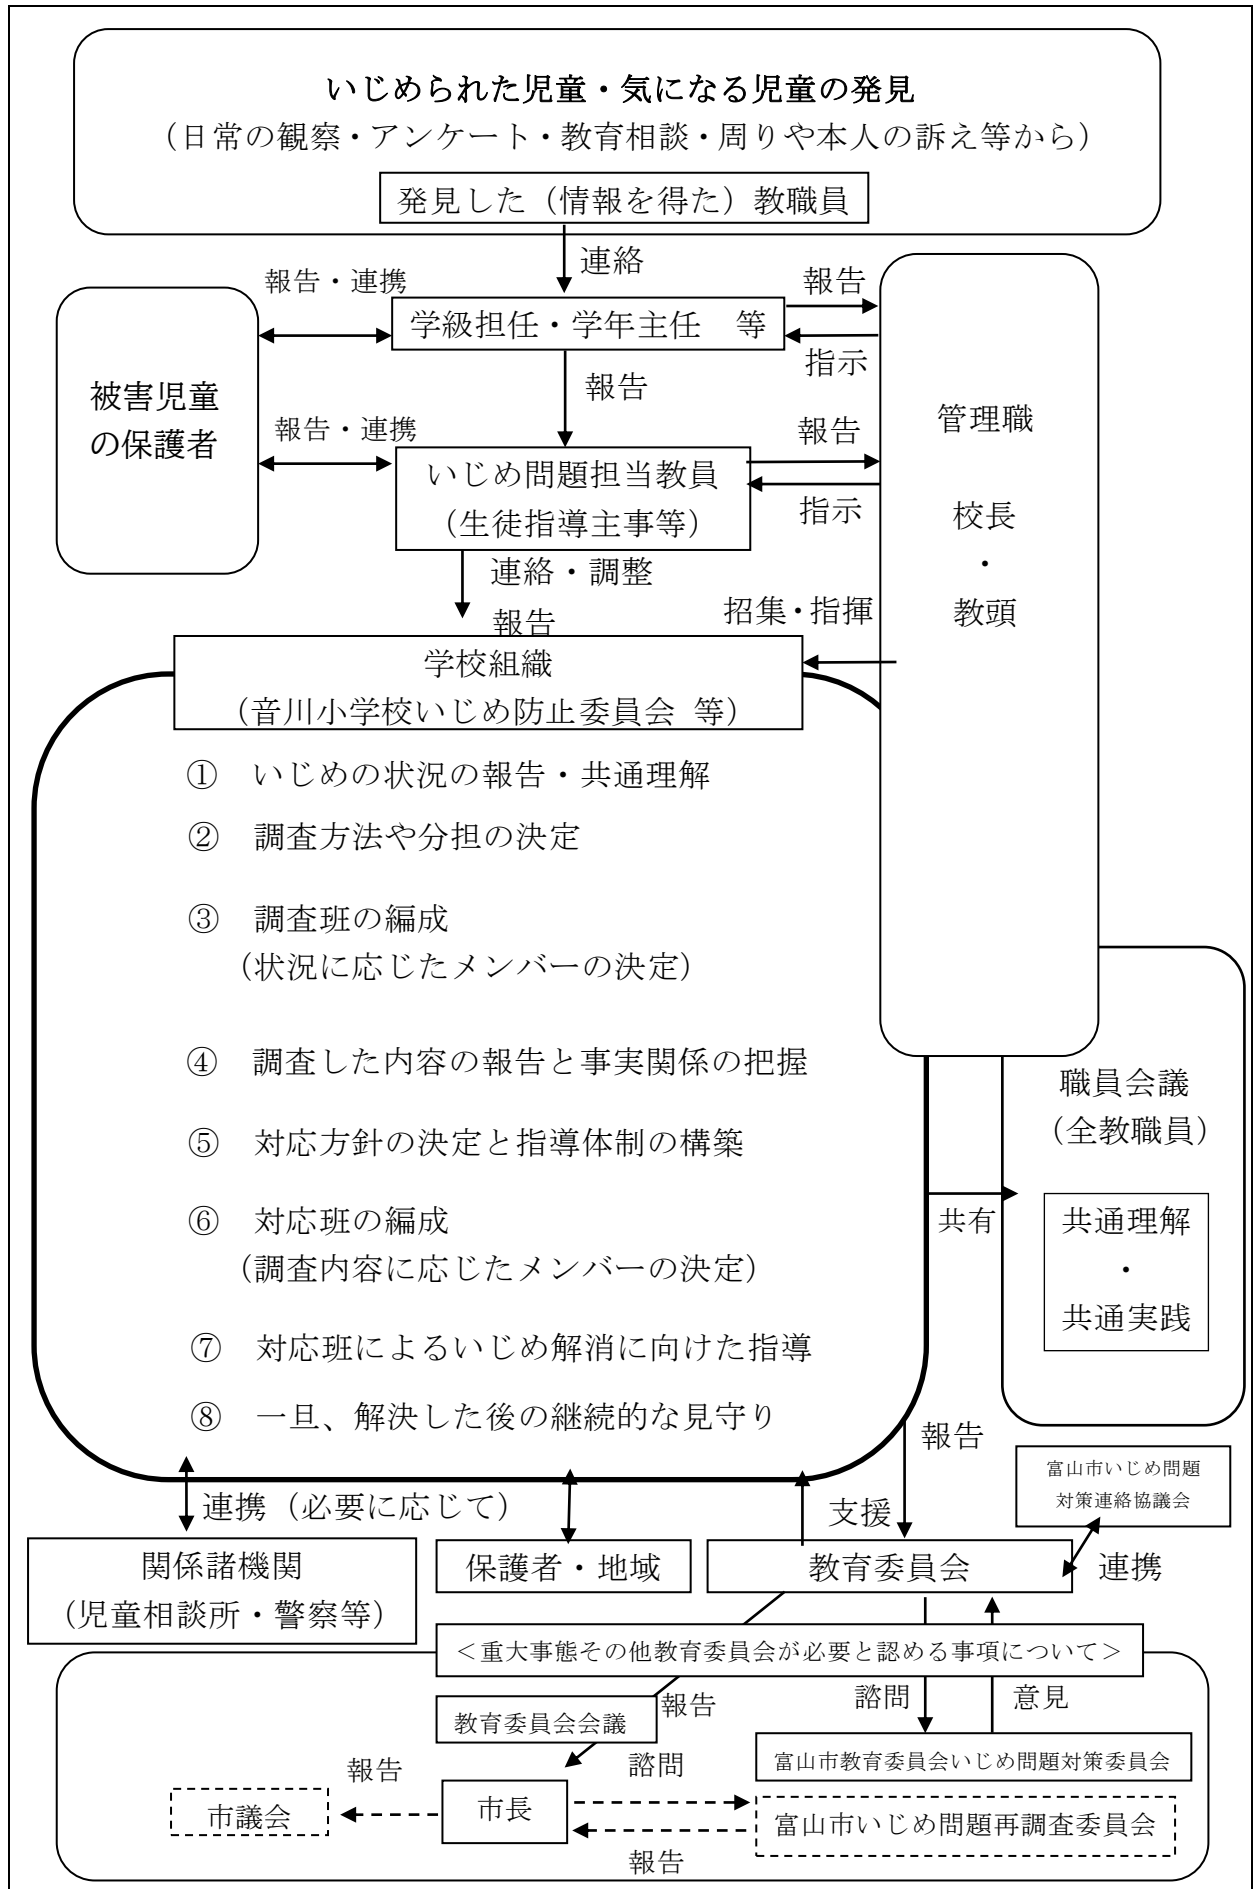 いじめられた児童・気になる児童の発見
（日常の観察・アンケート・教育相談・周りや本人の訴え等から）
発見した（情報を得た）教職員
連絡
報告・連携
報告
学級担任・学年主任　等
指示
報告
被害児童
の保護者
管理職
校長
・
教頭
報告・連携
報告
いじめ問題担当教員
（生徒指導主事等）
指示
連絡・調整
報告
招集・指揮
学校組織
（音川小学校いじめ防止委員会 等）
①　いじめの状況の報告・共通理解
②　調査方法や分担の決定
③　調査班の編成
（状況に応じたメンバーの決定）
④　調査した内容の報告と事実関係の把握
⑤　対応方針の決定と指導体制の構築
⑥　対応班の編成
（調査内容に応じたメンバーの決定）
⑦　対応班によるいじめ解消に向けた指導
⑧　一旦、解決した後の継続的な見守り
職員会議
（全教職員）
共有
共通理解
・
共通実践
報告
富山市いじめ問題
対策連絡協議会
連携（必要に応じて）
支援
関係諸機関
（児童相談所・警察等）
保護者・地域
教育委員会
連携
＜重大事態その他教育委員会が必要と認める事項について＞
報告
諮問
意見
教育委員会会議
富山市教育委員会いじめ問題対策委員会
報告
諮問
市議会
市長
富山市いじめ問題再調査委員会
報告